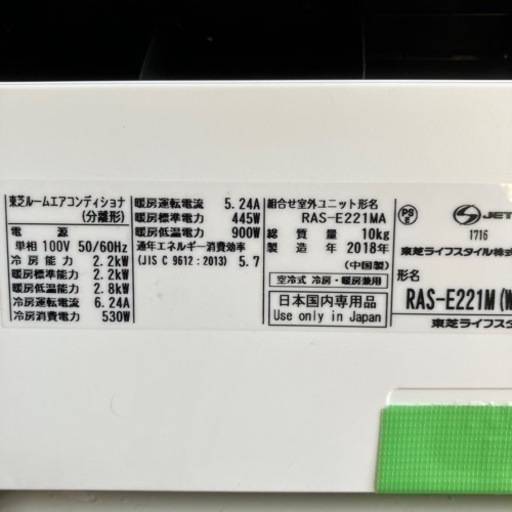 東芝ルームエアコンディショナ
(分離形)
電源
単相 100V 50/60Hz
冷房能力 2.2kW
暖房標準能力 2.2kW
暖房低温能力 2.8kW
冷房運転電流 6.24A
冷房消費電力 530W
暖房運転電流 5.24A
暖房標準電力 445W
暖房低温電力 900W
通年エネルギー消費効率
(JIS C 9612:2013) 5.7
組合せ室外ユニット形名
RAS-E221MA
総質量 10kg
製造年 2018年
(中国製)
空冷式 冷房・暖房兼用
日本国内専用品
Use only in Japan
PS
E
JET
1716
東芝ライフスタイル株式
形名
RAS-E221M(W
東芝ライフスタ